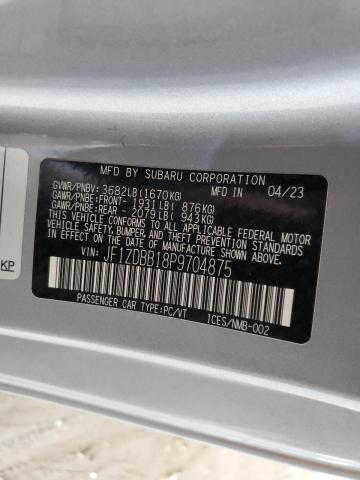 MFD BY SUBARU CORPORATION
MFD IN 04/23
GVWR/PNBV: 3682LB(1670KG)
GAWR/PNBE:FRONT- 1931LB( 876KG)
GAWR/PNBE:REAR - 2079LB( 943KG)
THIS VEHICLE CONFORMS TO ALL APPLICABLE FEDERAL MOTOR
VEHICLE SAFETY, BUMPER, AND THEFT PREVENTION
STANDARDS IN EFFECT ON THE DATE OF MANUFACTURE
SHOWN ABOVE.
VIN: JF1ZDBB18P9704875
PASSENGER CAR TYPE:PC/VT ICES/NMB-002
KP